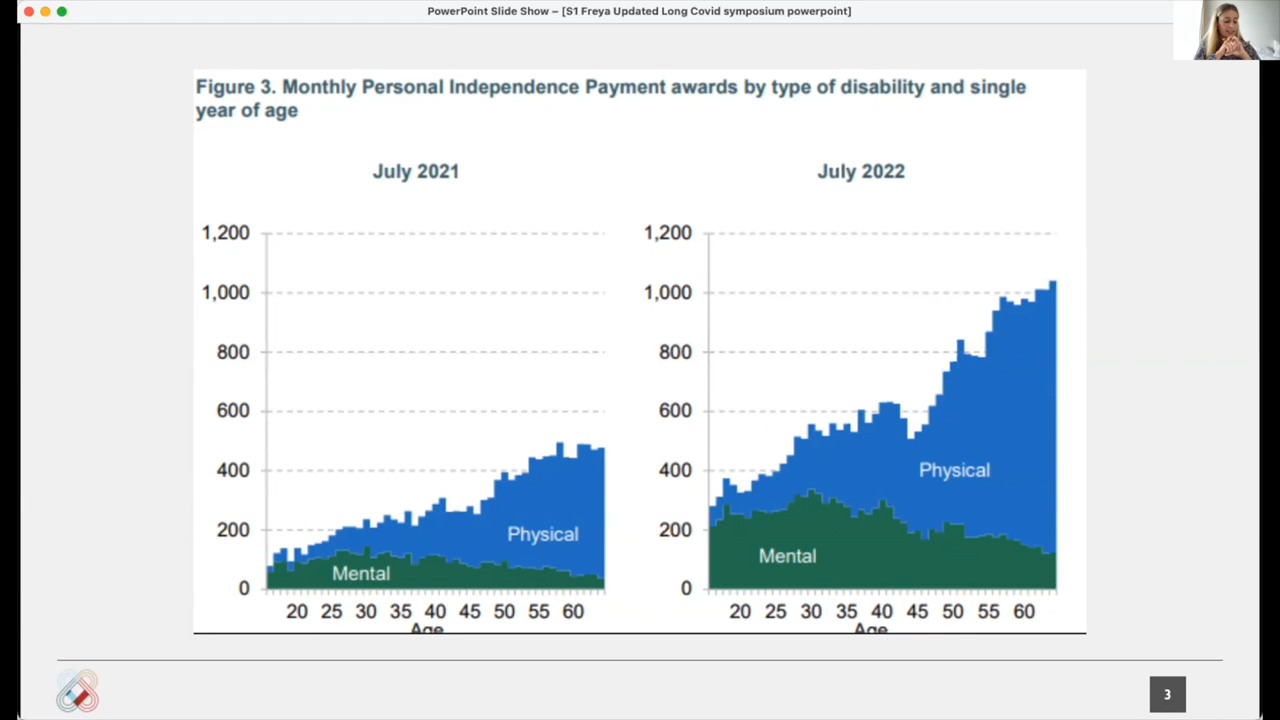 PowerPoint Slide Show – [S1 Freya Updated Long Covid symposium powerpoint]
Figure 3. Monthly Personal Independence Payment awards by type of disability and single
year of age
July 2021
1,200
1,000
800
600
400
200
0
Physical
Mental
20 25 30 35 40 45 50 55 60
Age
July 2022
1,200
1,000
800
600
400
200
0
Physical
Mental
20 25 30 35 40 45 50 55 60
Age
3